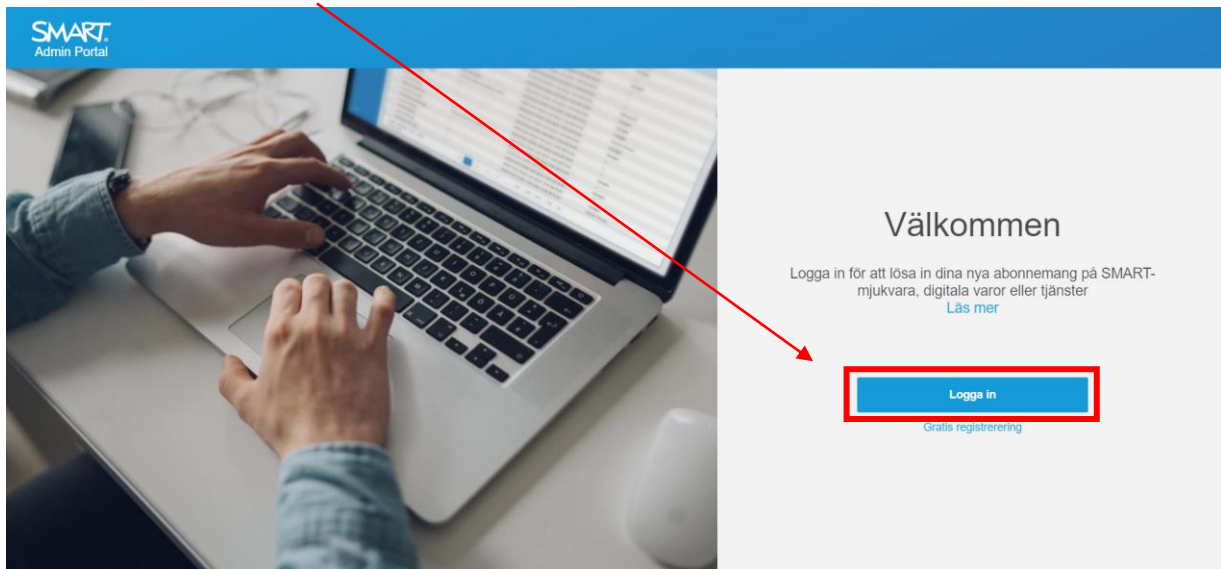 SMART
Admin Portal
Välkommen
Logga in för att lösa in dina nya abonnemang på SMART-
mjukvara, digitala varor eller tjänster
Läs mer
Logga in
Gratis registrerering